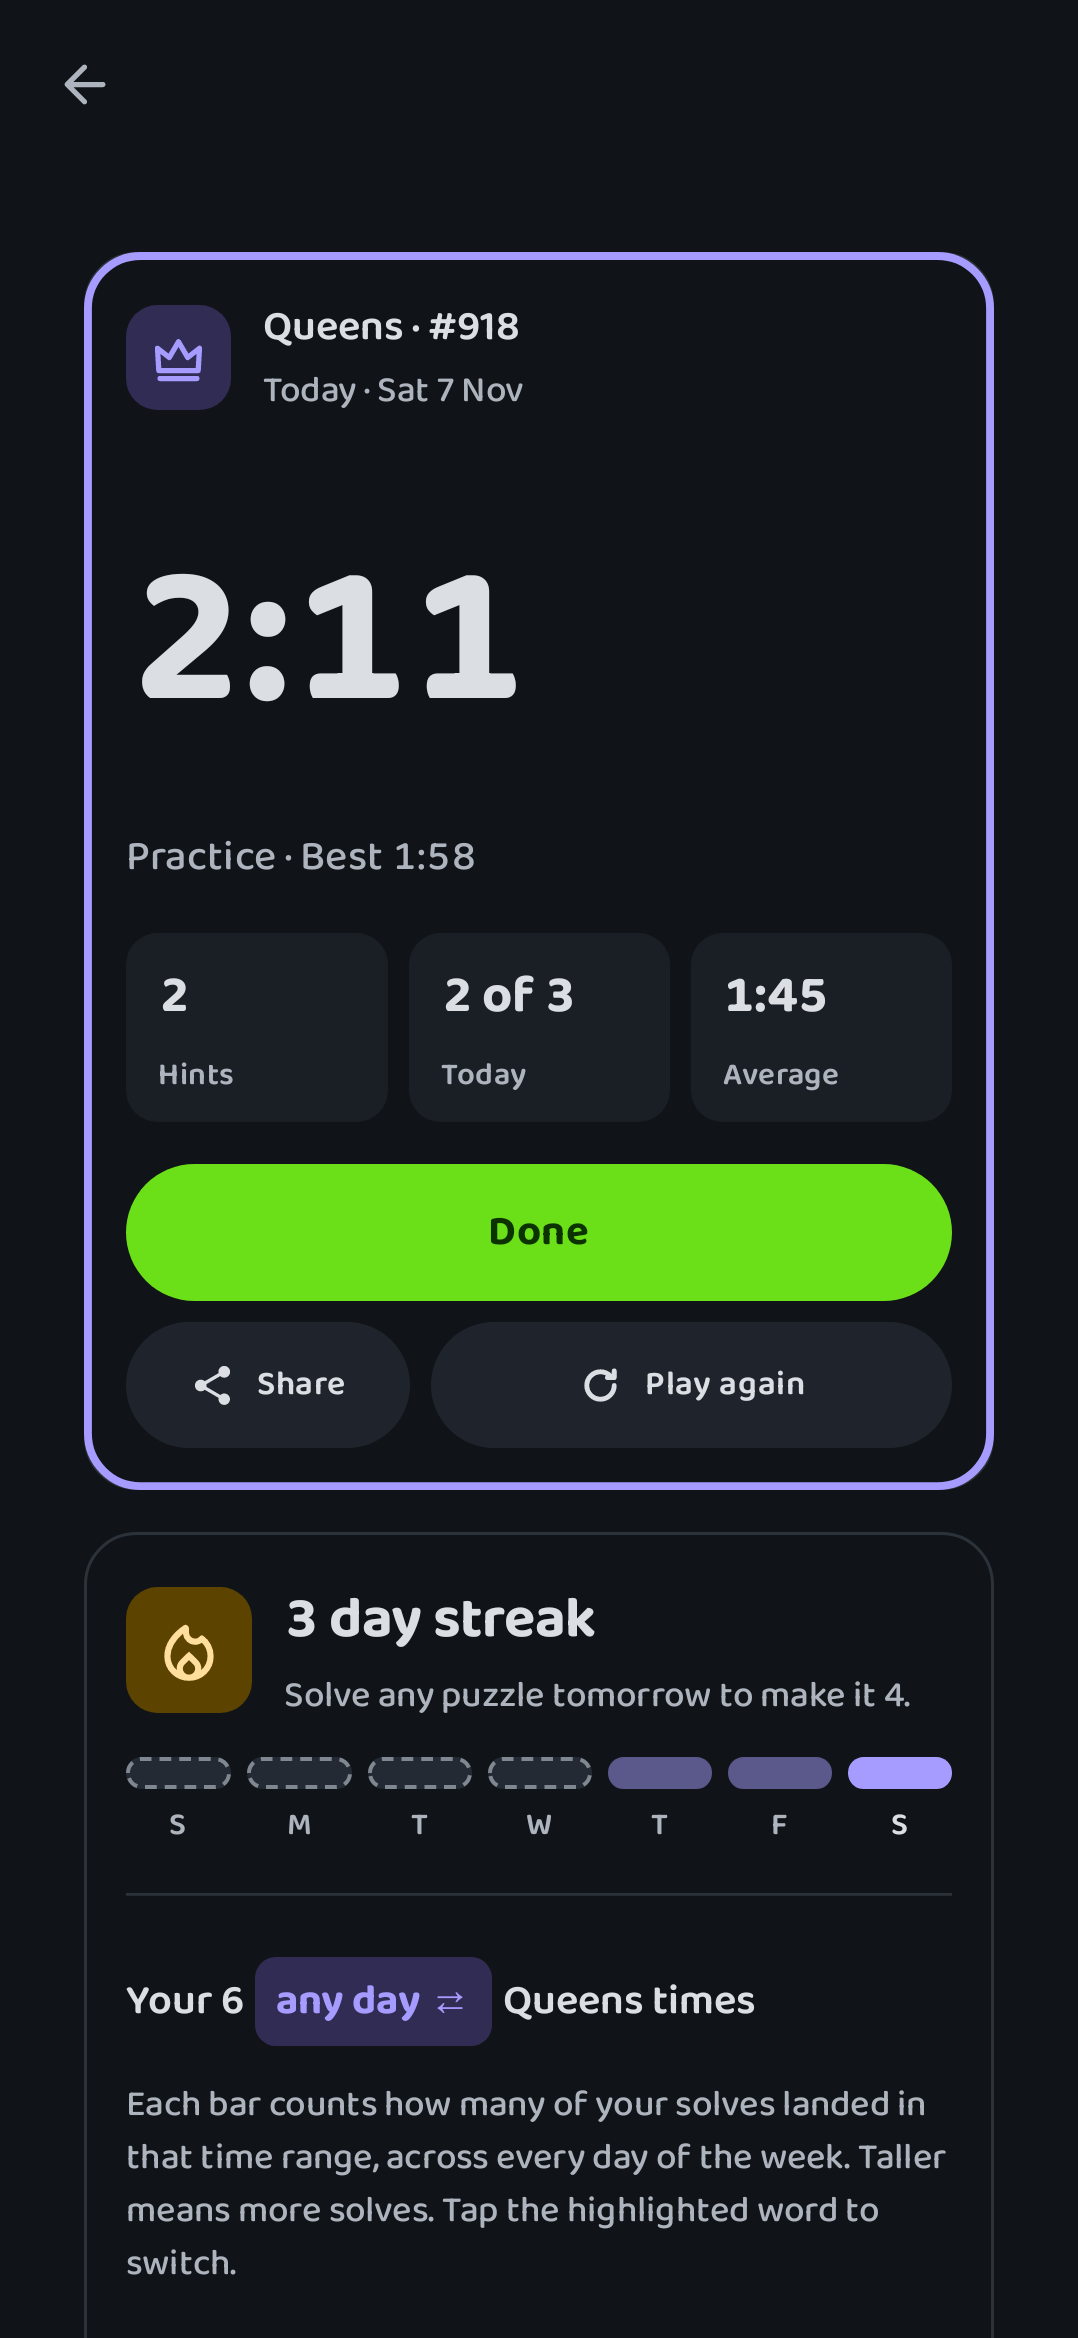 Queens · #918
Today · Sat 7 Nov
2:11
Practice · Best 1:58
2
Hints
2 of 3
Today
1:45
Average
Done
Share
Play again
3 day streak
Solve any puzzle tomorrow to make it 4.
S M T W T F S
Your 6 any day ⇄ Queens times
Each bar counts how many of your solves landed in
that time range, across every day of the week. Taller
means more solves. Tap the highlighted word to
switch.